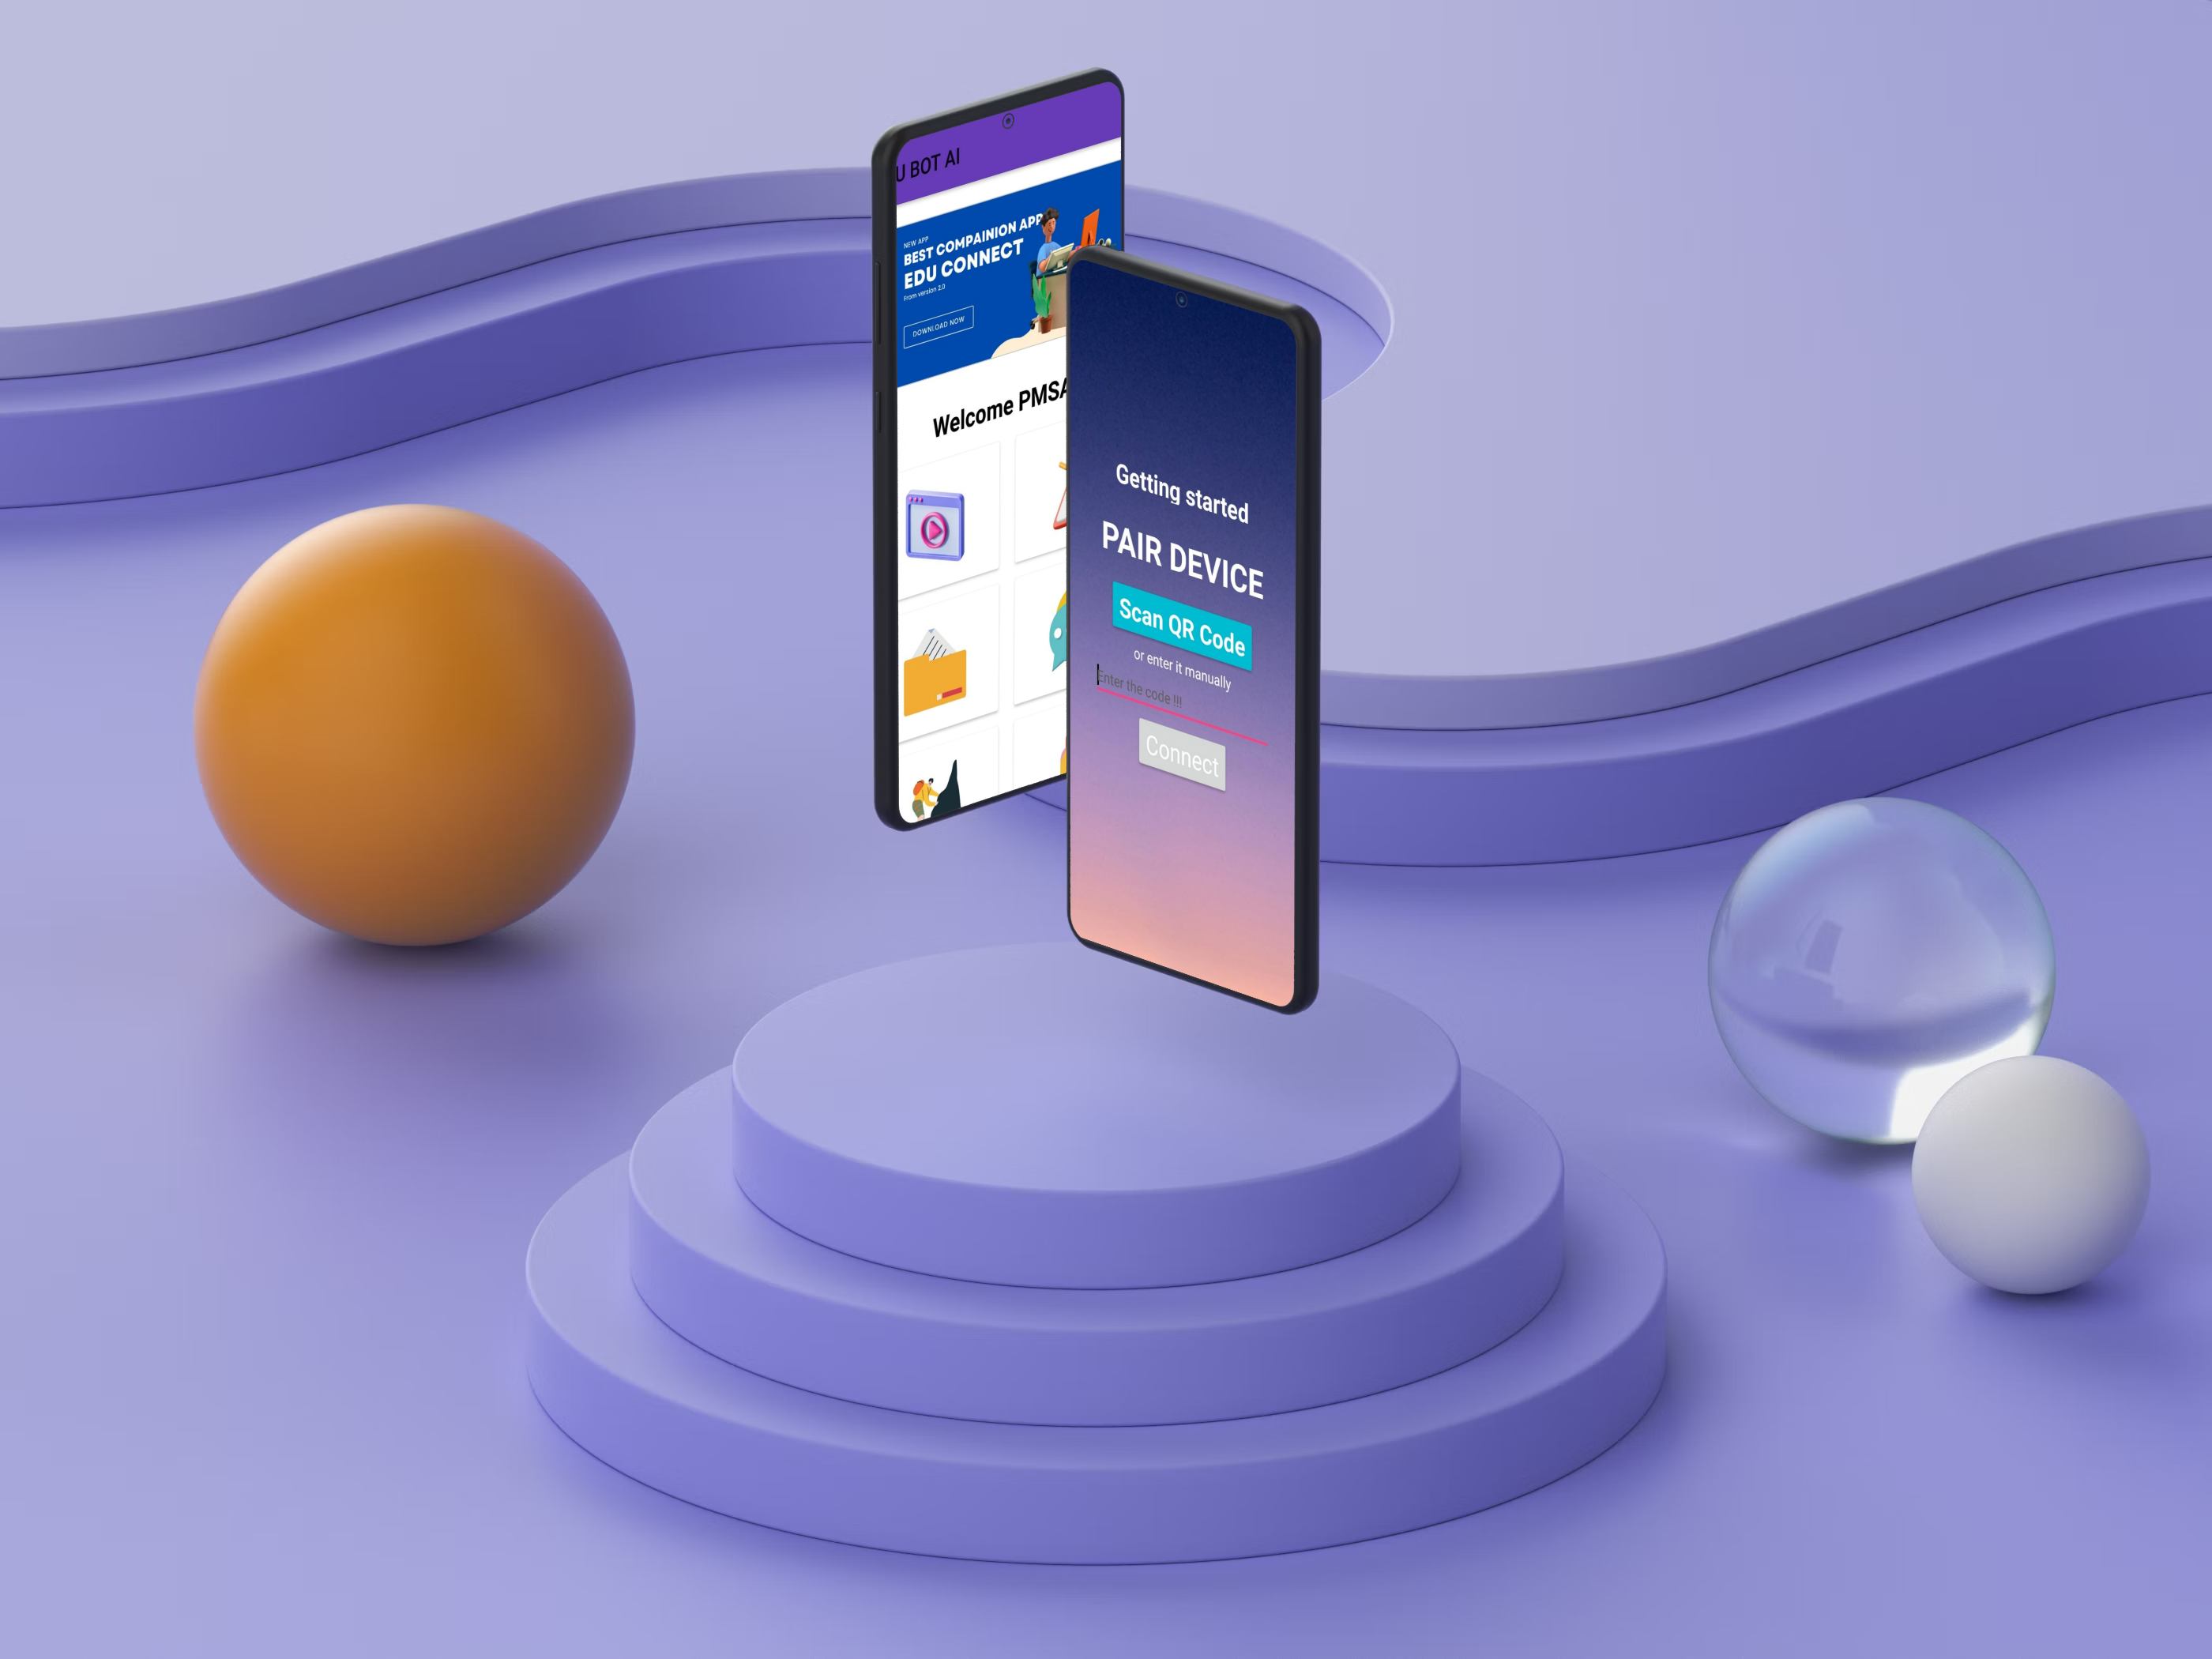 U BOT AI
NEW APP
BEST COMPAINION APP
EDU CONNECT
From version 2.0
DOWNLOAD NOW
Welcome PMSA
Getting started
PAIR DEVICE
Scan QR Code
or enter it manually
Enter the code !!!
Connect